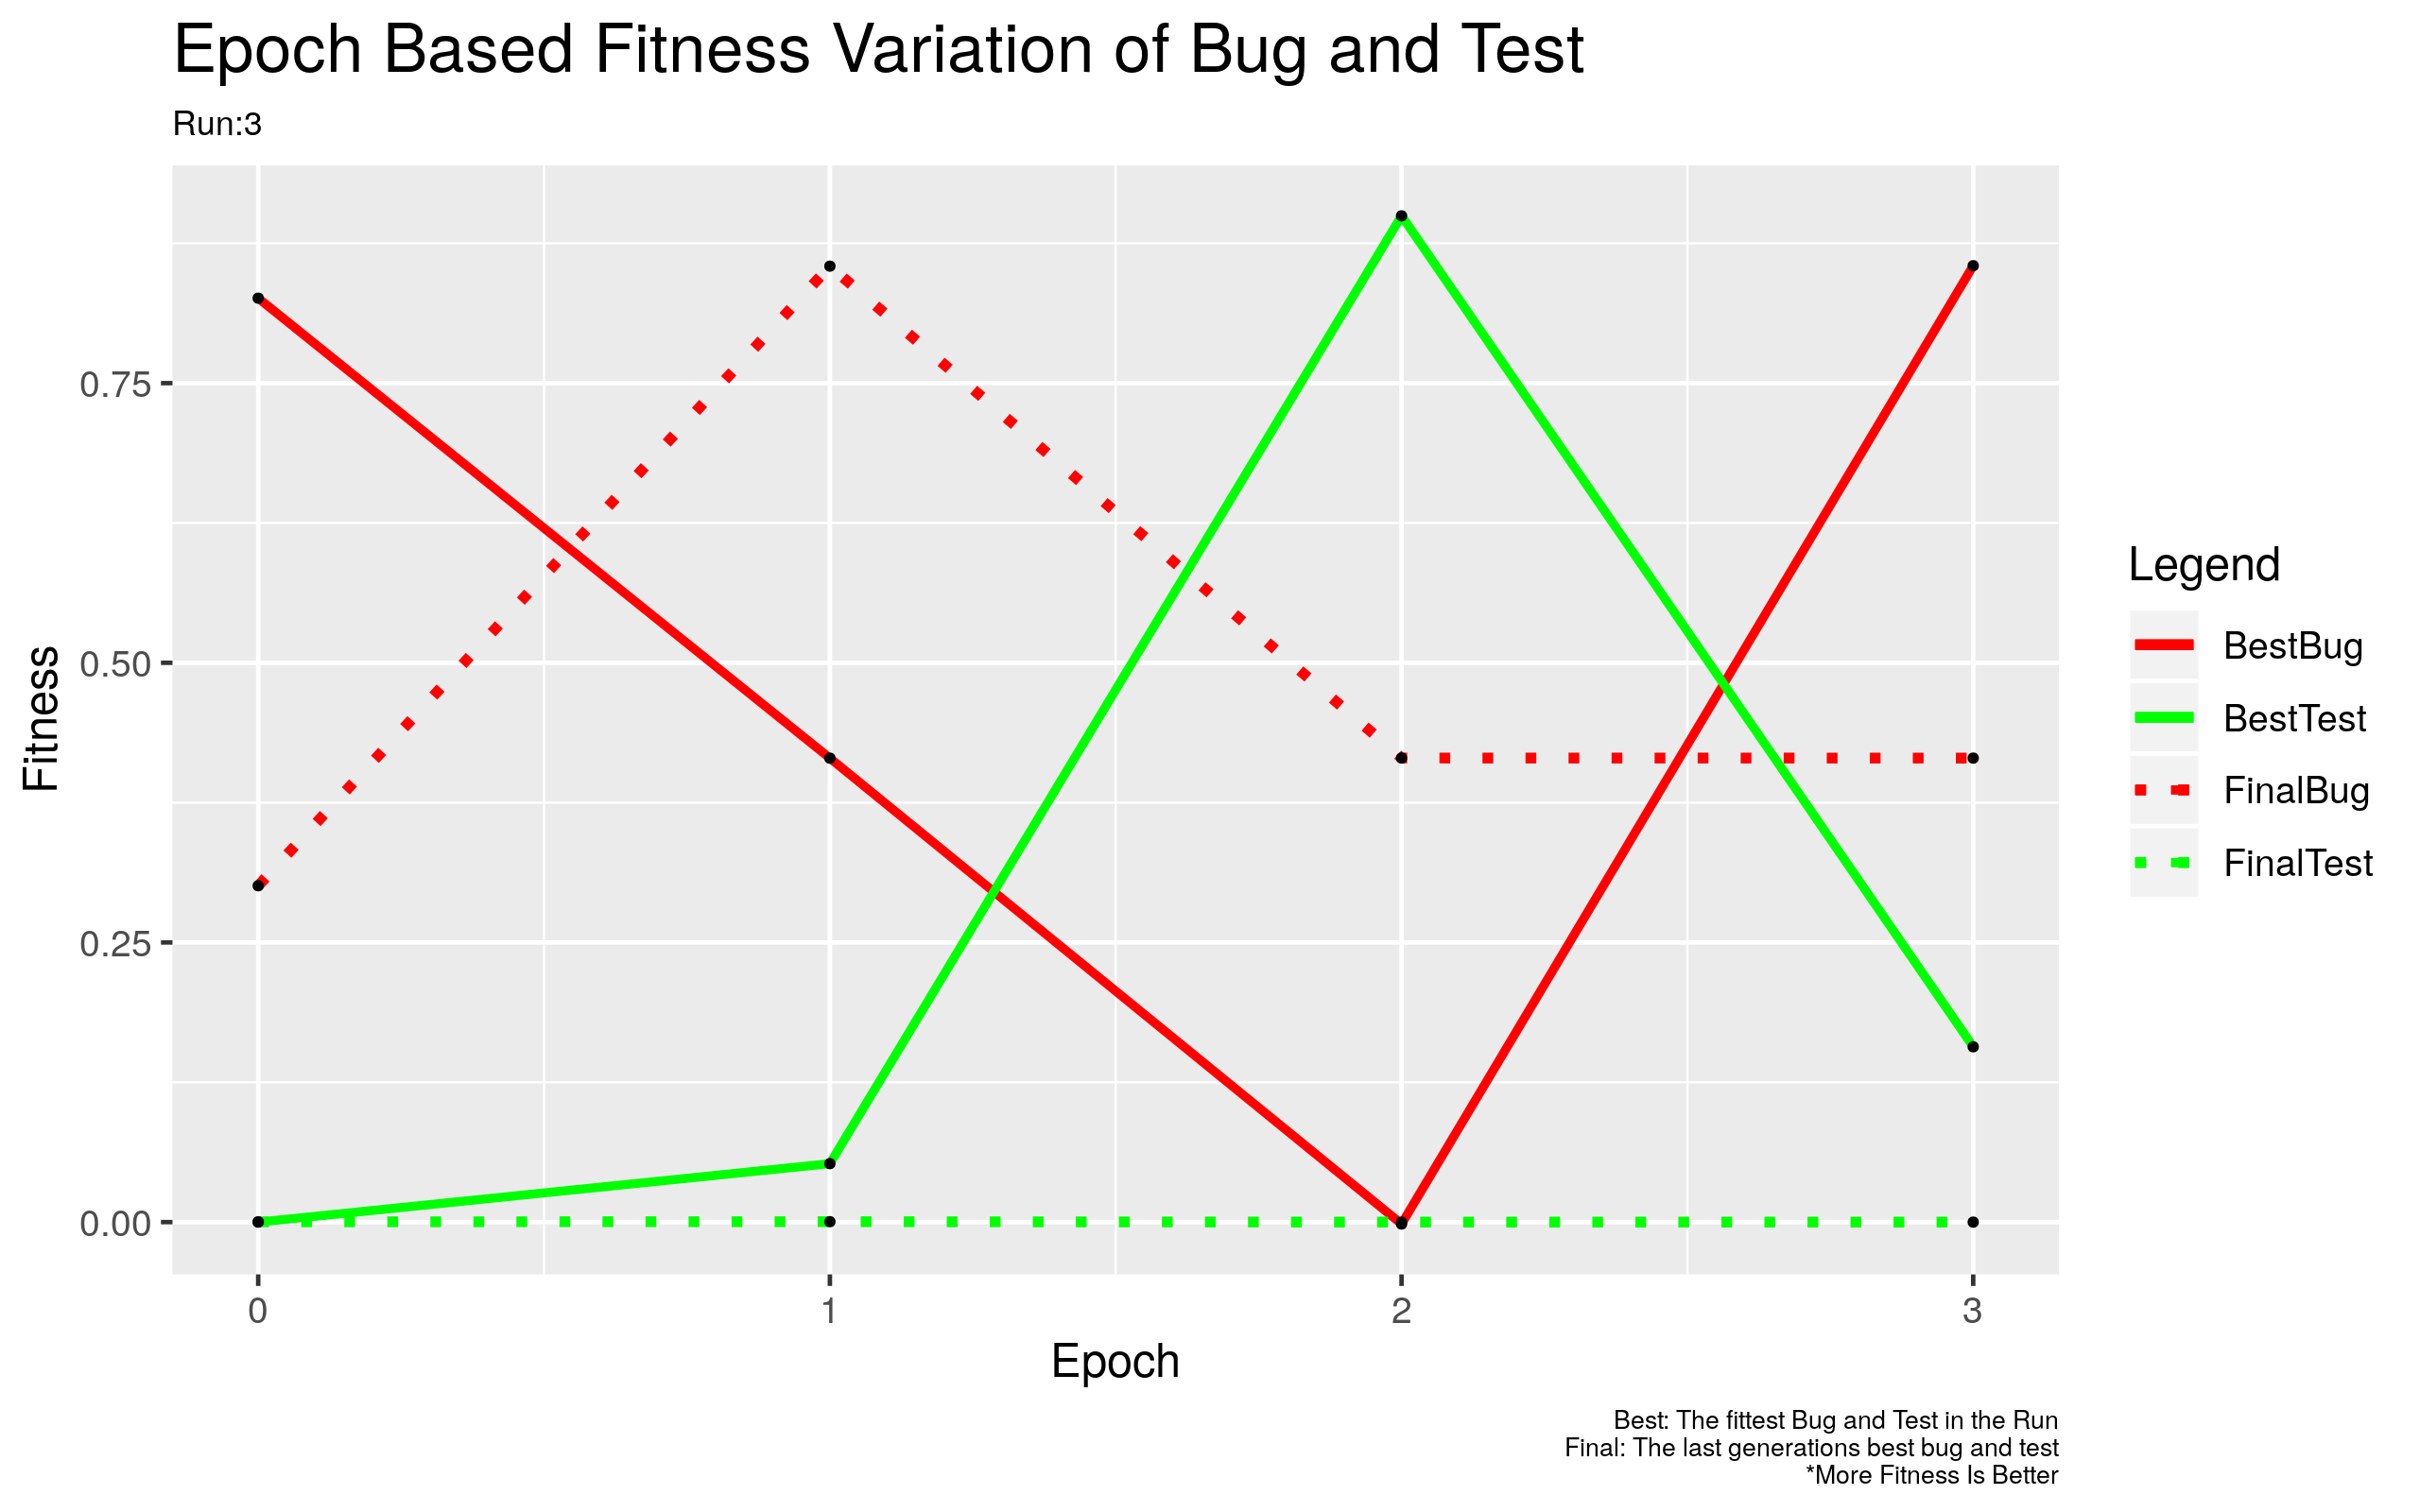 Epoch Based Fitness Variation of Bug and Test
Run:3
Fitness
0.75
0.50
0.25
0.00
0
1
2
3
Epoch
Legend
BestBug
BestTest
FinalBug
FinalTest
Best: The fittest Bug and Test in the Run
Final: The last generations best bug and test
*More Fitness Is Better